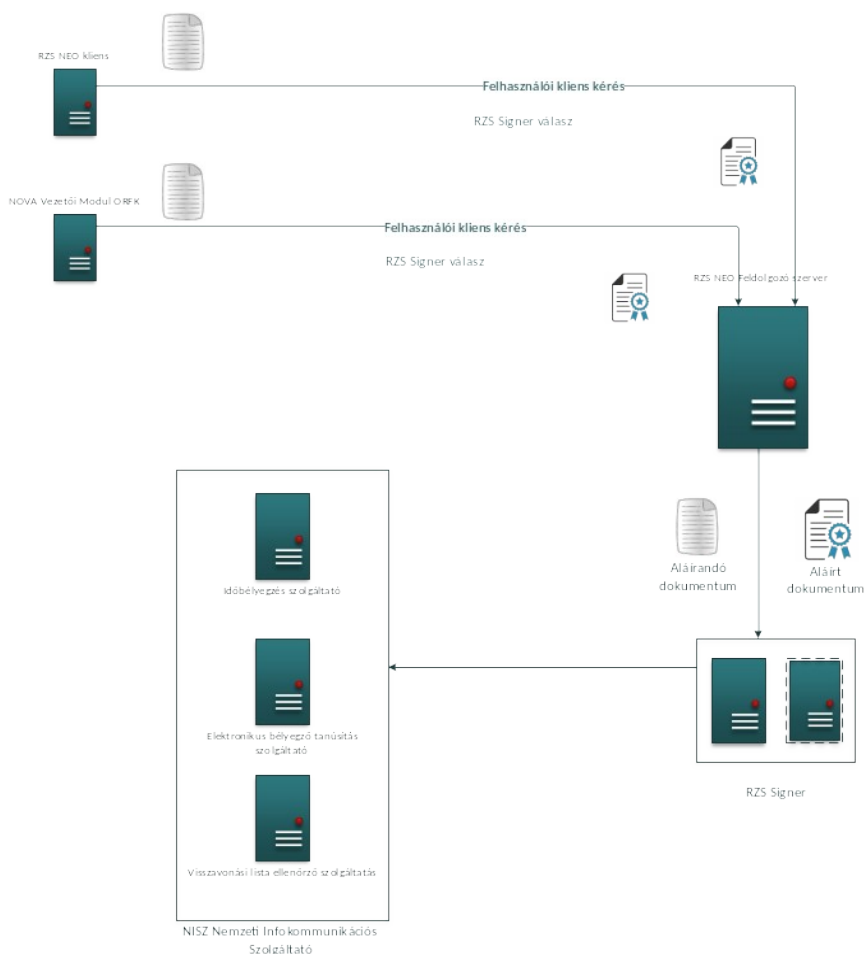 RZS NEO kliens
Felhasználói kliens kérés
RZS Signer válasz
NOVA Vezetői Modul ORFK
Felhasználói kliens kérés
RZS Signer válasz
RZS NEO Feldolgozó szerver
Aláírandó
dokumentum
Aláírt
dokumentum
Időbélyegzés szolgáltató
Elektronikus bélyegző tanúsítás
szolgáltató
Visszavonási lista ellenőrző szolgáltatás
RZS Signer
NISZ Nemzeti Infokommunikációs
Szolgáltató